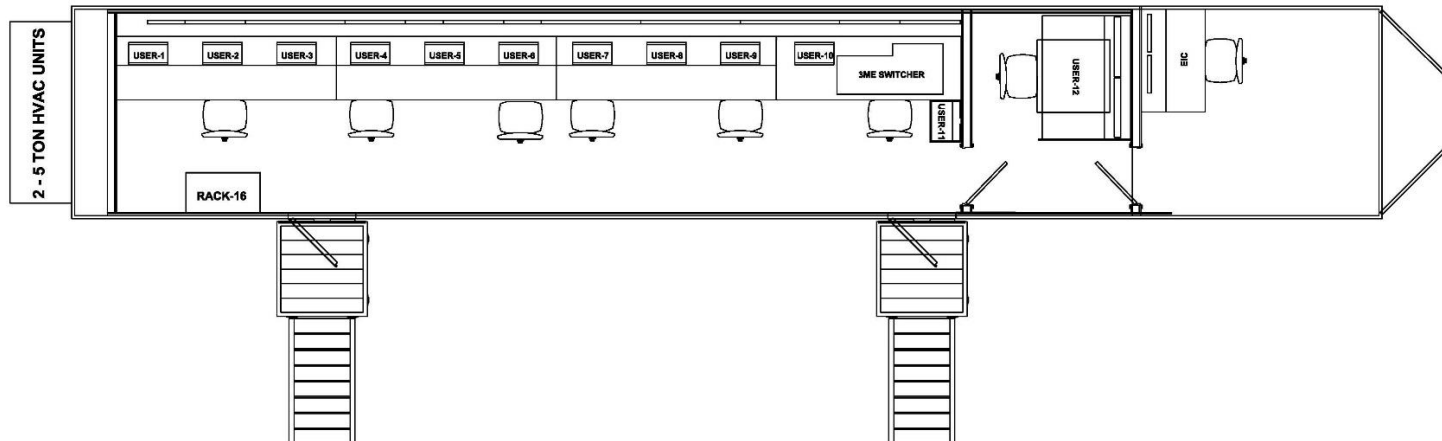 2 - 5 TON HVAC UNITS
USER-1
USER-2
USER-3
USER-4
USER-5
USER-6
USER-7
USER-8
USER-9
USER-10
3ME SWITCHER
USER-11
USER-12
EIC
RACK-16